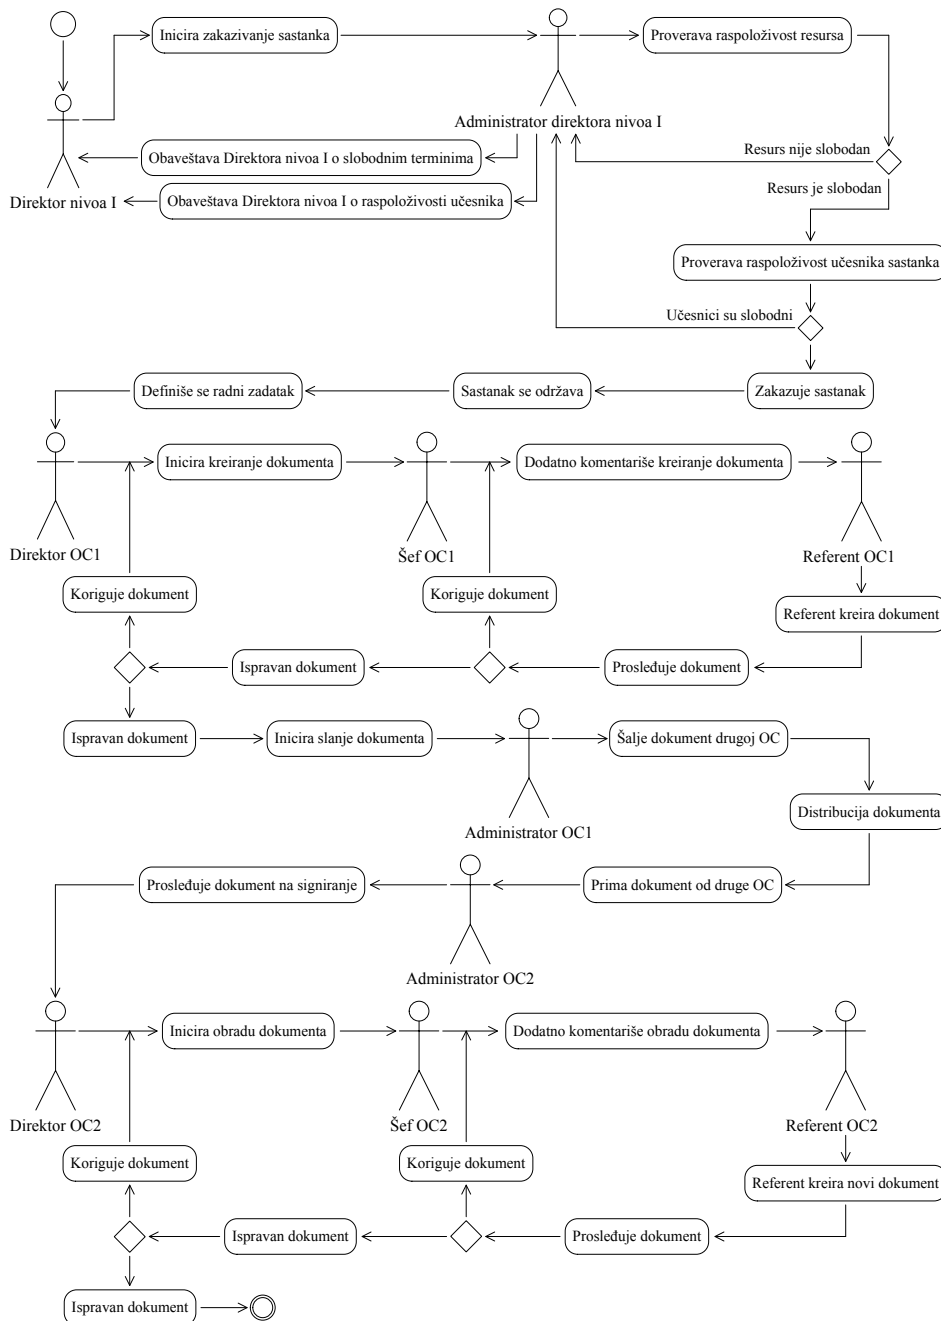 Inicira zakazivanje sastanka
Proverava raspoloživost resursa
Administrator direktora nivoa I
Resurs nije slobodan
Obaveštava Direktora nivoa I o slobodnim terminima
Resurs je slobodan
Direktor nivoa I
Obaveštava Direktora nivoa I o raspoloživosti učesnika
Proverava raspoloživost učesnika sastanka
Učesnici su slobodni
Definiše se radni zadatak
Sastanak se održava
Zakazuje sastanak
Inicira kreiranje dokumenta
Dodatno komentariše kreiranje dokumenta
Direktor OC1
Šef OC1
Referent OC1
Koriguje dokument
Koriguje dokument
Referent kreira dokument
Ispravan dokument
Prosleđuje dokument
Ispravan dokument
Inicira slanje dokumenta
Šalje dokument drugoj OC
Distribucija dokumenta
Administrator OC1
Prosleđuje dokument na signiranje
Prima dokument od druge OC
Administrator OC2
Inicira obradu dokumenta
Dodatno komentariše obradu dokumenta
Direktor OC2
Šef OC2
Referent OC2
Koriguje dokument
Koriguje dokument
Referent kreira novi dokument
Ispravan dokument
Prosleđuje dokument
Ispravan dokument